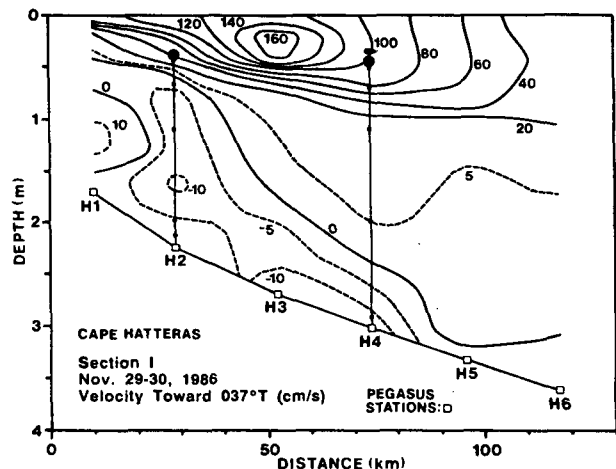 0
120
140
160
100
80
60
40
20
0
10
1
-10
5
H1
2
H2
-5
0
-10
H3
3
H4
H5
H6
CAPE HATTERAS
Section I
Nov. 29-30, 1986
Velocity Toward 037°T (cm/s)
PEGASUS
STATIONS:
4
0
50
100
DEPTH (m)
DISTANCE (km)